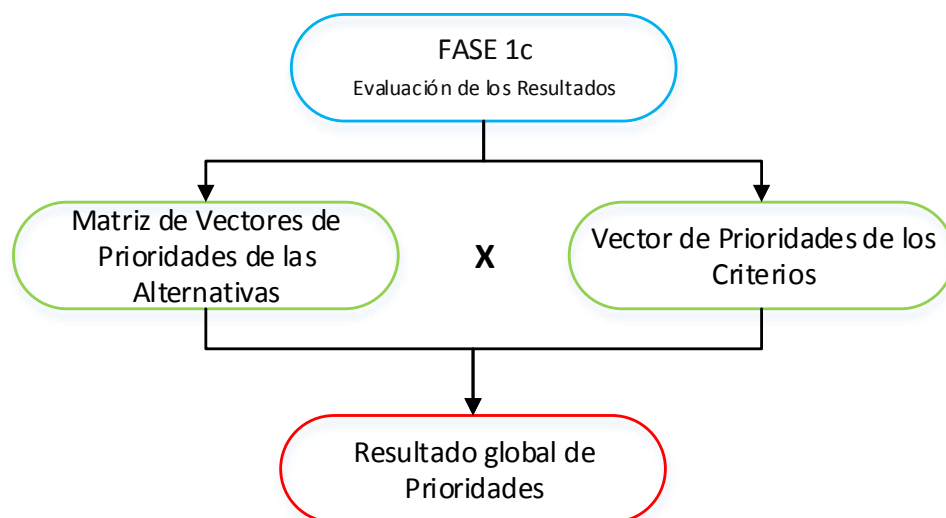 FASE 1c
Evaluación de los Resultados
Matriz de Vectores de
Prioridades de las
Alternativas
X
Vector de Prioridades de los
Criterios
Resultado global de
Prioridades